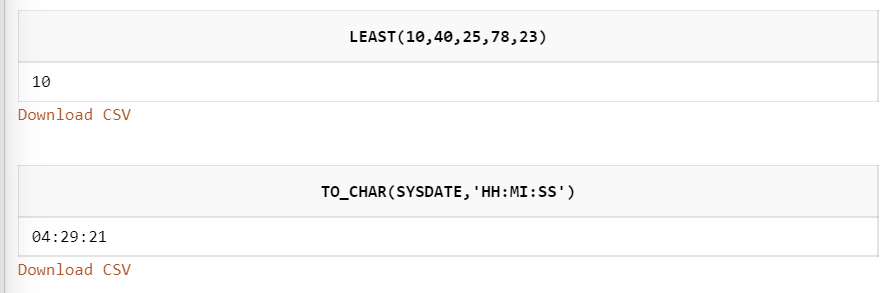 LEAST(10,40,25,78,23)
10
Download CSV
TO_CHAR(SYSDATE,'HH:MI:SS')
04:29:21
Download CSV